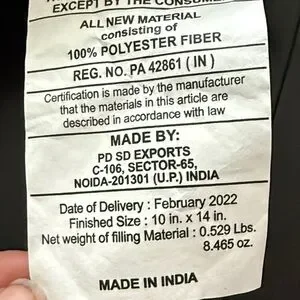 EXCEPT BY THE CONSUMER
ALL NEW MATERIAL
consisting of
100% POLYESTER FIBER
REG. NO. PA 42861 ( IN )
Certification is made by the manufacturer
that the materials in this article are
described in accordance with law
MADE BY:
PD SD EXPORTS
C-106, SECTOR-65,
NOIDA-201301 (U.P.) INDIA
Date of Delivery : February 2022
Finished Size : 10 in. x 14 in.
Net weight of filling Material : 0.529 Lbs.
8.465 oz.
MADE IN INDIA